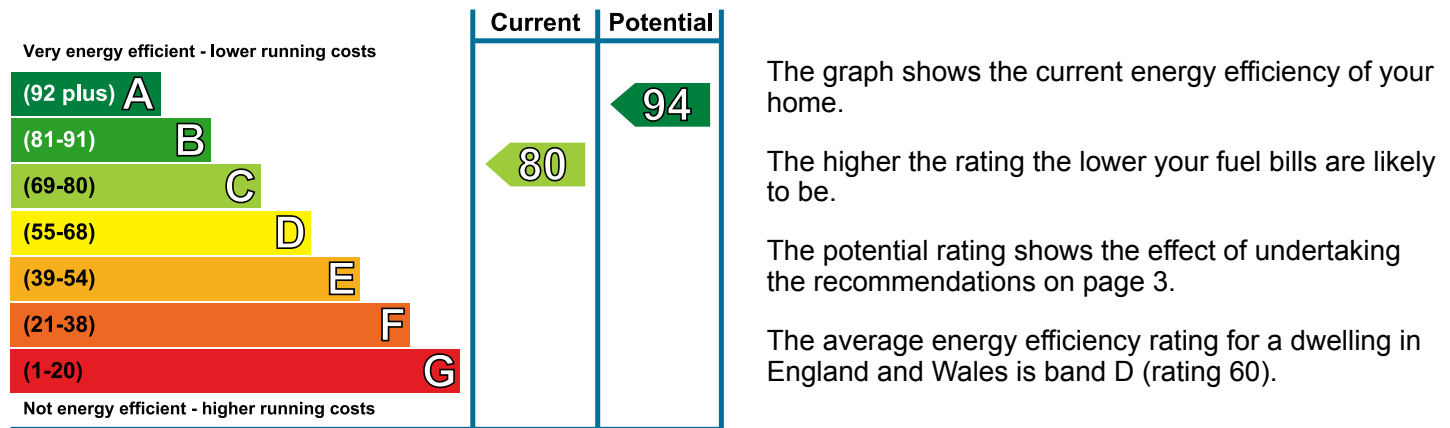 Current Potential
Very energy efficient - lower running costs
(92 plus) A
94
(81-91) B
80
(69-80) C
(55-68) D
(39-54) E
(21-38) F
(1-20) G
Not energy efficient - higher running costs
The graph shows the current energy efficiency of your
home.
The higher the rating the lower your fuel bills are likely
to be.
The potential rating shows the effect of undertaking
the recommendations on page 3.
The average energy efficiency rating for a dwelling in
England and Wales is band D (rating 60).